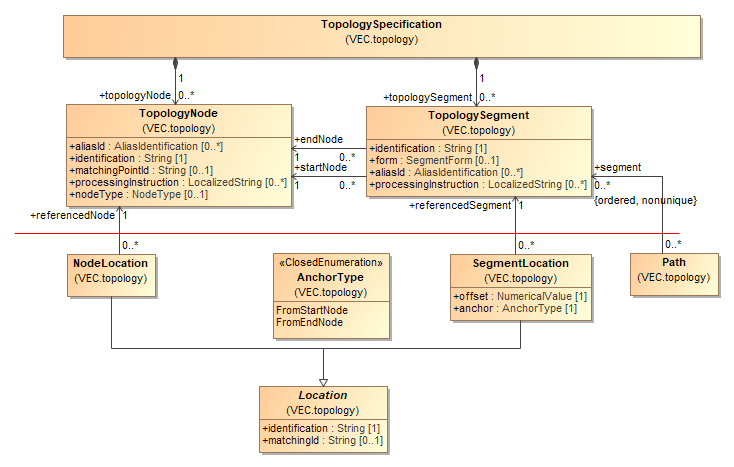 TopologySpecification
(VEC.topology)
1
1
+topologyNode
0..*
+topologySegment
0..*
TopologyNode
(VEC.topology)
+aliasId : AliasIdentification [0..*]
+identification : String [1]
+matchingPointId : String [0..1]
+processingInstruction : LocalizedString [0..*]
+nodeType : NodeType [0..1]
+endNode
1
0..*
+startNode
1
0..*
TopologySegment
(VEC.topology)
+identification : String [1]
+form : SegmentForm [0..1]
+aliasId : AliasIdentification [0..*]
+processingInstruction : LocalizedString [0..*]
+segment
0..*
{ordered, nonunique}
+referencedNode
1
+referencedSegment
1
0..*
0..*
0..*
NodeLocation
(VEC.topology)
«ClosedEnumeration»
AnchorType
(VEC.topology)
FromStartNode
FromEndNode
SegmentLocation
(VEC.topology)
+offset : NumericalValue [1]
+anchor : AnchorType [1]
Path
(VEC.topology)
Location
(VEC.topology)
+identification : String [1]
+matchingId : String [0..1]